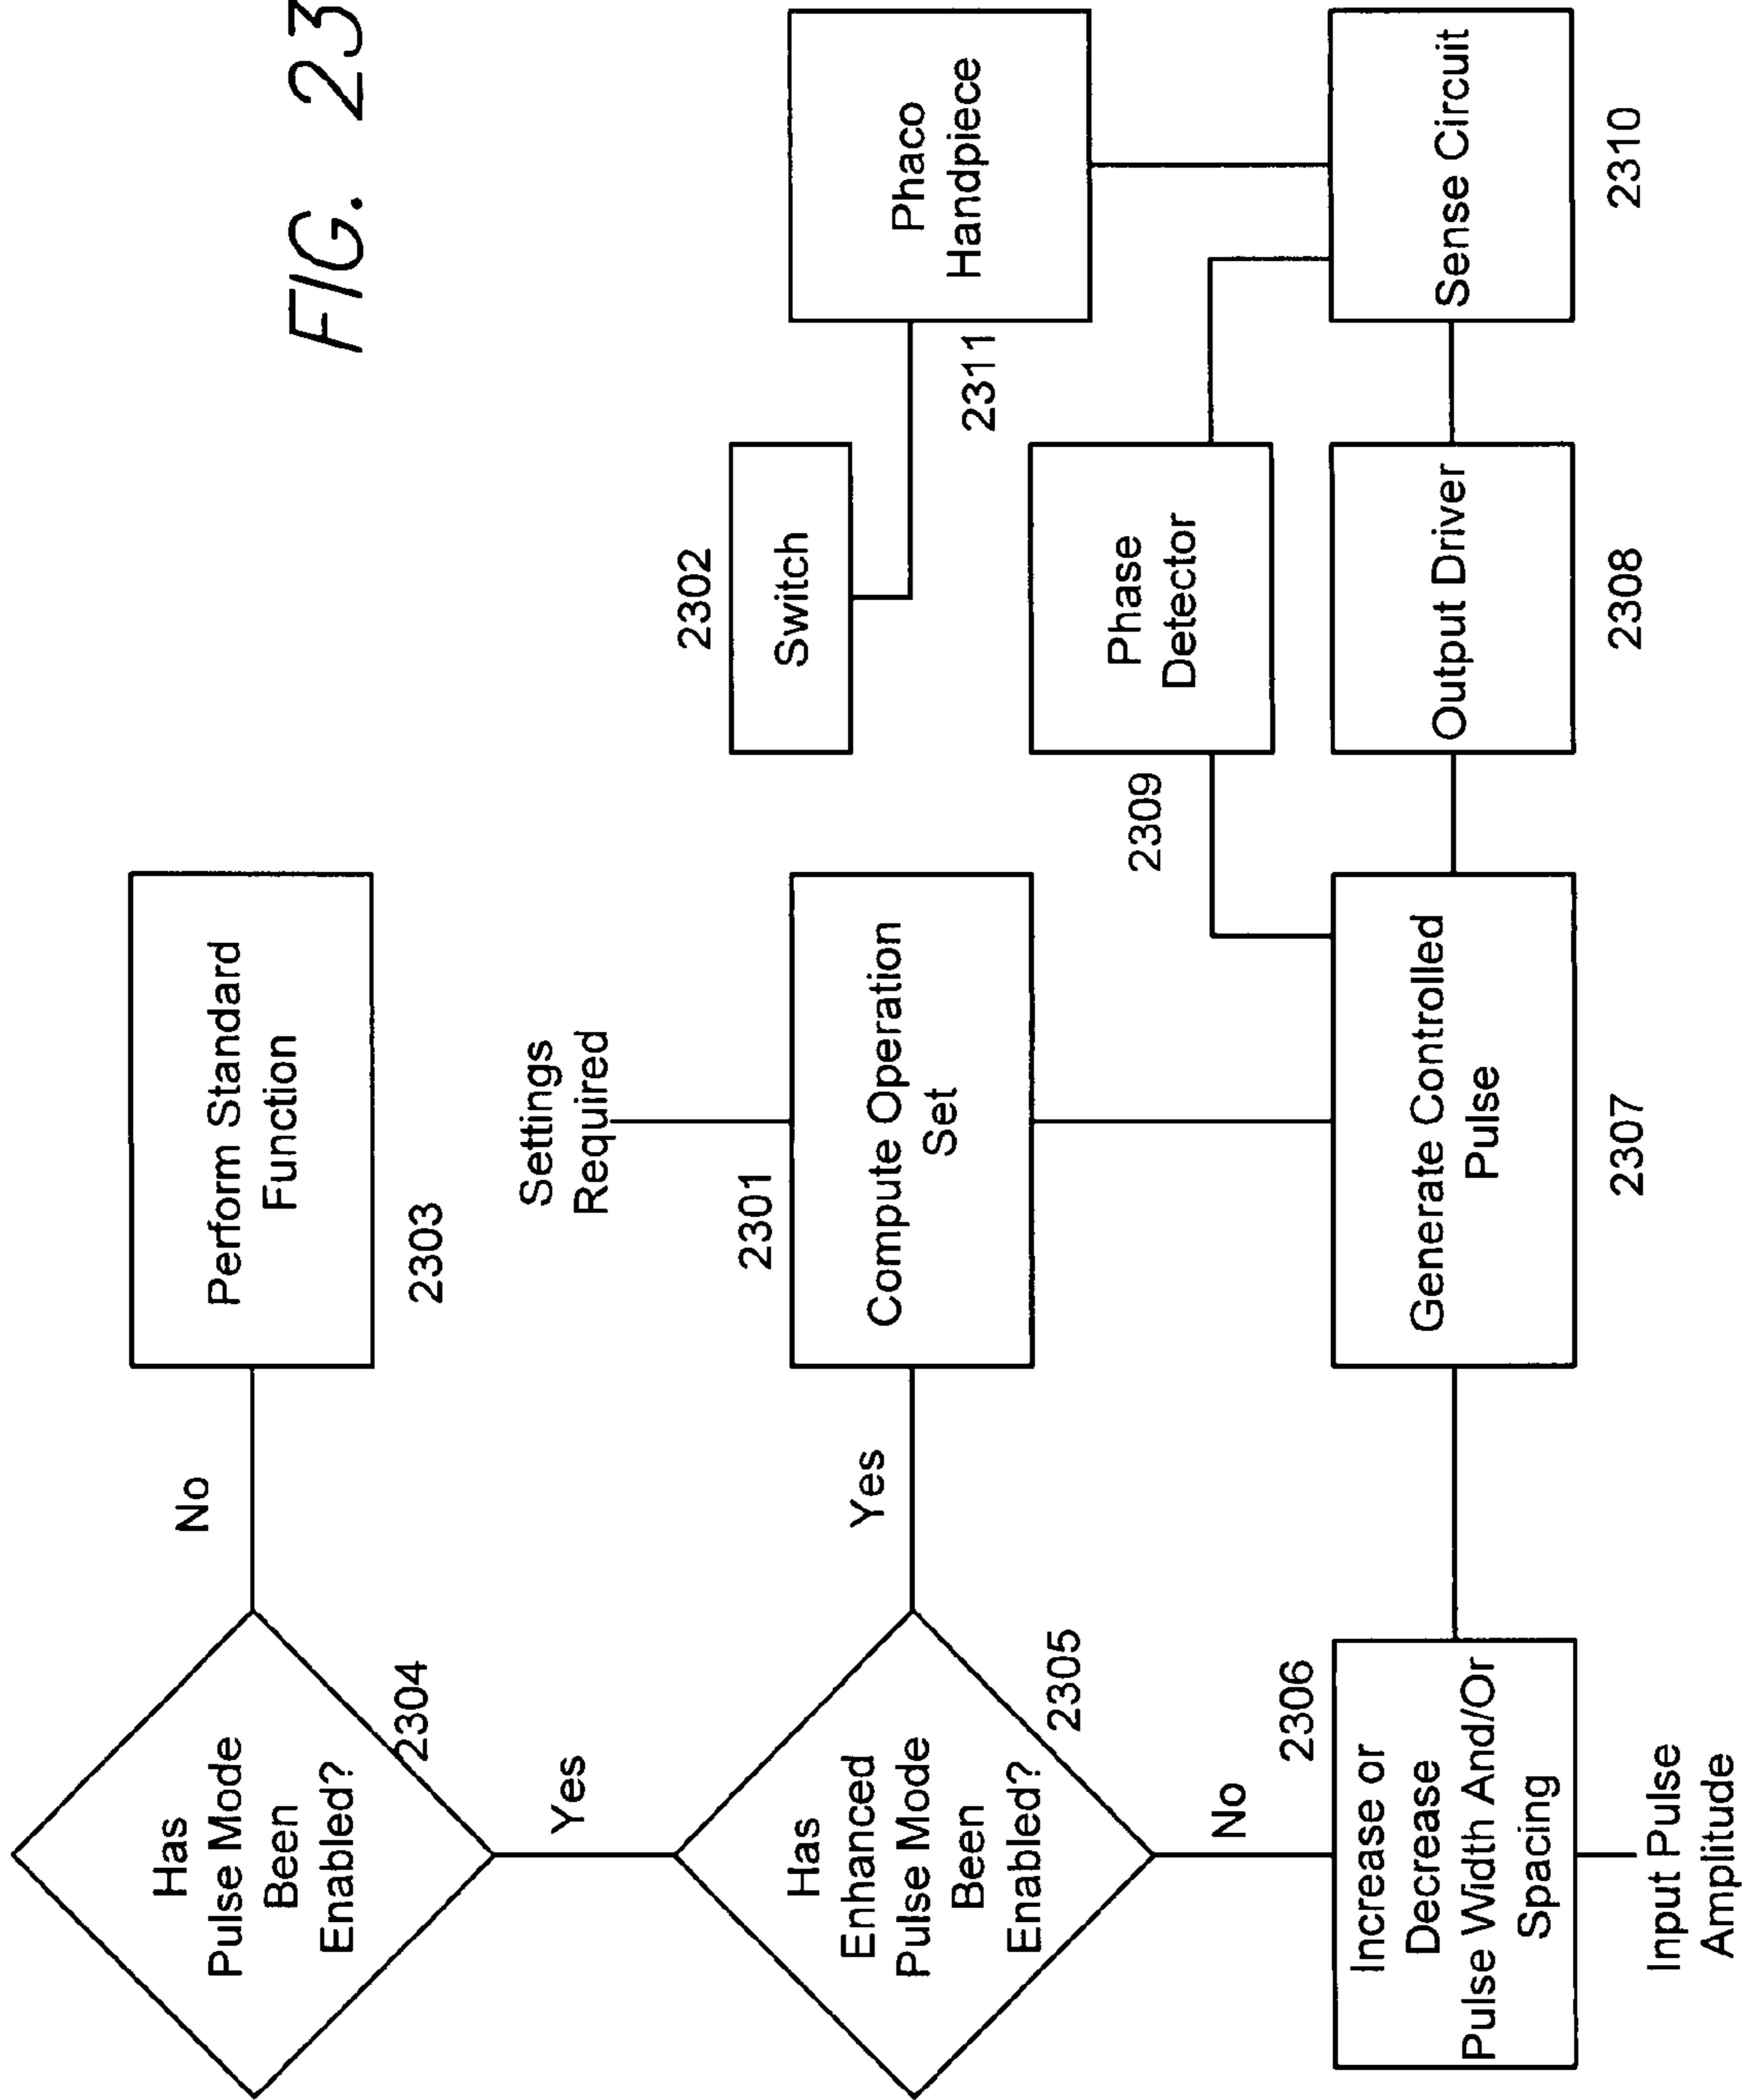 FIG. 23
Has
Pulse Mode
Been
Enabled?
2304
No
Perform Standard
Function
2303
Yes
Has
Enhanced
Pulse Mode
Been
Enabled?
2305
Yes
Settings
Required
2301
Compute Operation
Set
2302
Switch
2311
Phaco
Handpiece
No
2306
Increase or
Decrease
Pulse Width And/Or
Spacing
Input Pulse
Amplitude
Generate Controlled
Pulse
2307
2309
Phase
Detector
Output Driver
2308
Sense Circuit
2310